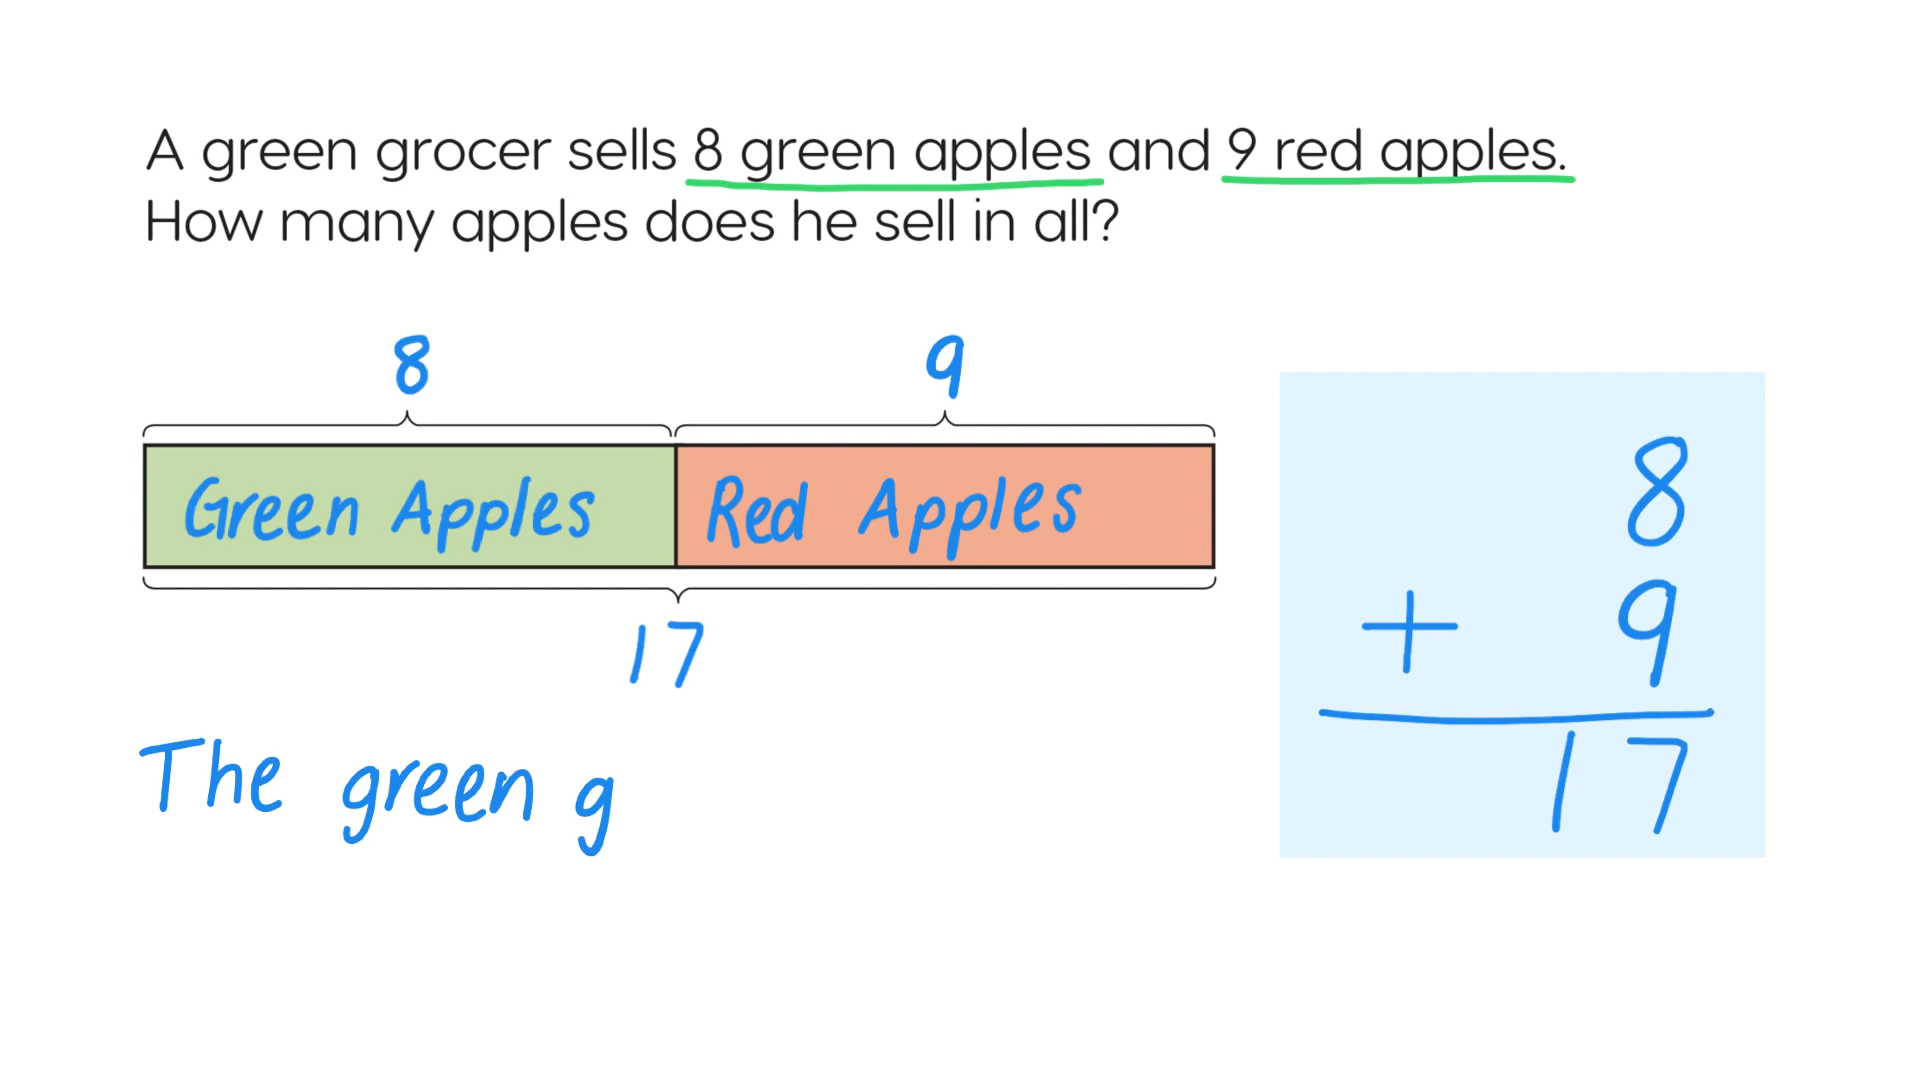 A green grocer sells 8 green apples and 9 red apples.
How many apples does he sell in all?
8 9
Green Apples Red Apples
17
The green g
8
+ 9
17